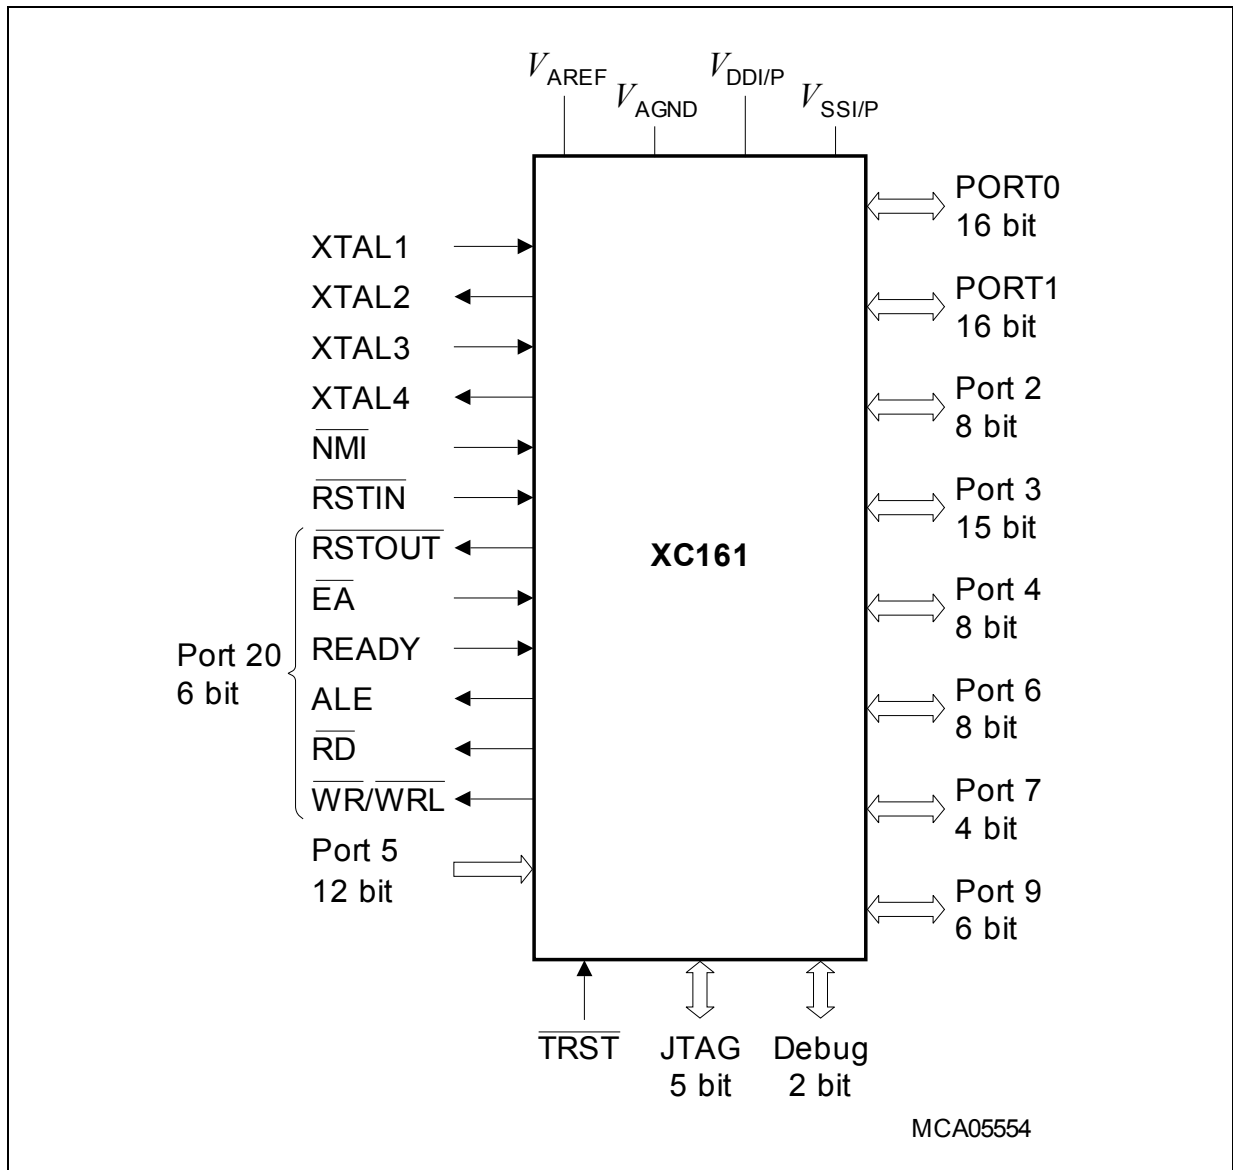 VAREF
VAGND
VDDI/P
VSSI/P
XTAL1
XTAL2
XTAL3
XTAL4
NMI
RSTIN
RSTOUT
EA
READY
ALE
RD
WR/WRL
Port 20
6 bit
Port 5
12 bit
XC161
PORT0
16 bit
PORT1
16 bit
Port 2
8 bit
Port 3
15 bit
Port 4
8 bit
Port 6
8 bit
Port 7
4 bit
Port 9
6 bit
TRST
JTAG
5 bit
Debug
2 bit
MCA05554